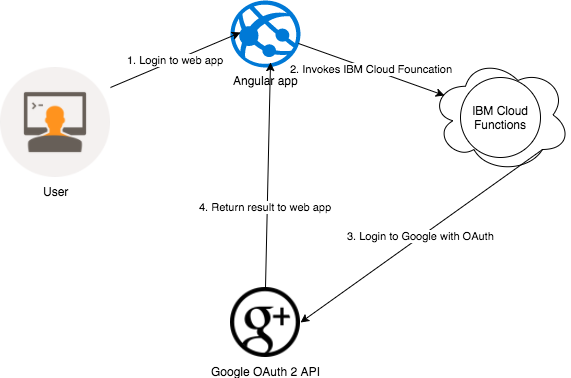 1. Login to web app
Angular app
2. Invokes IBM Cloud Founcation
IBM Cloud
Functions
User
4. Return result to web app
3. Login to Google with OAuth
g+
Google OAuth 2 API